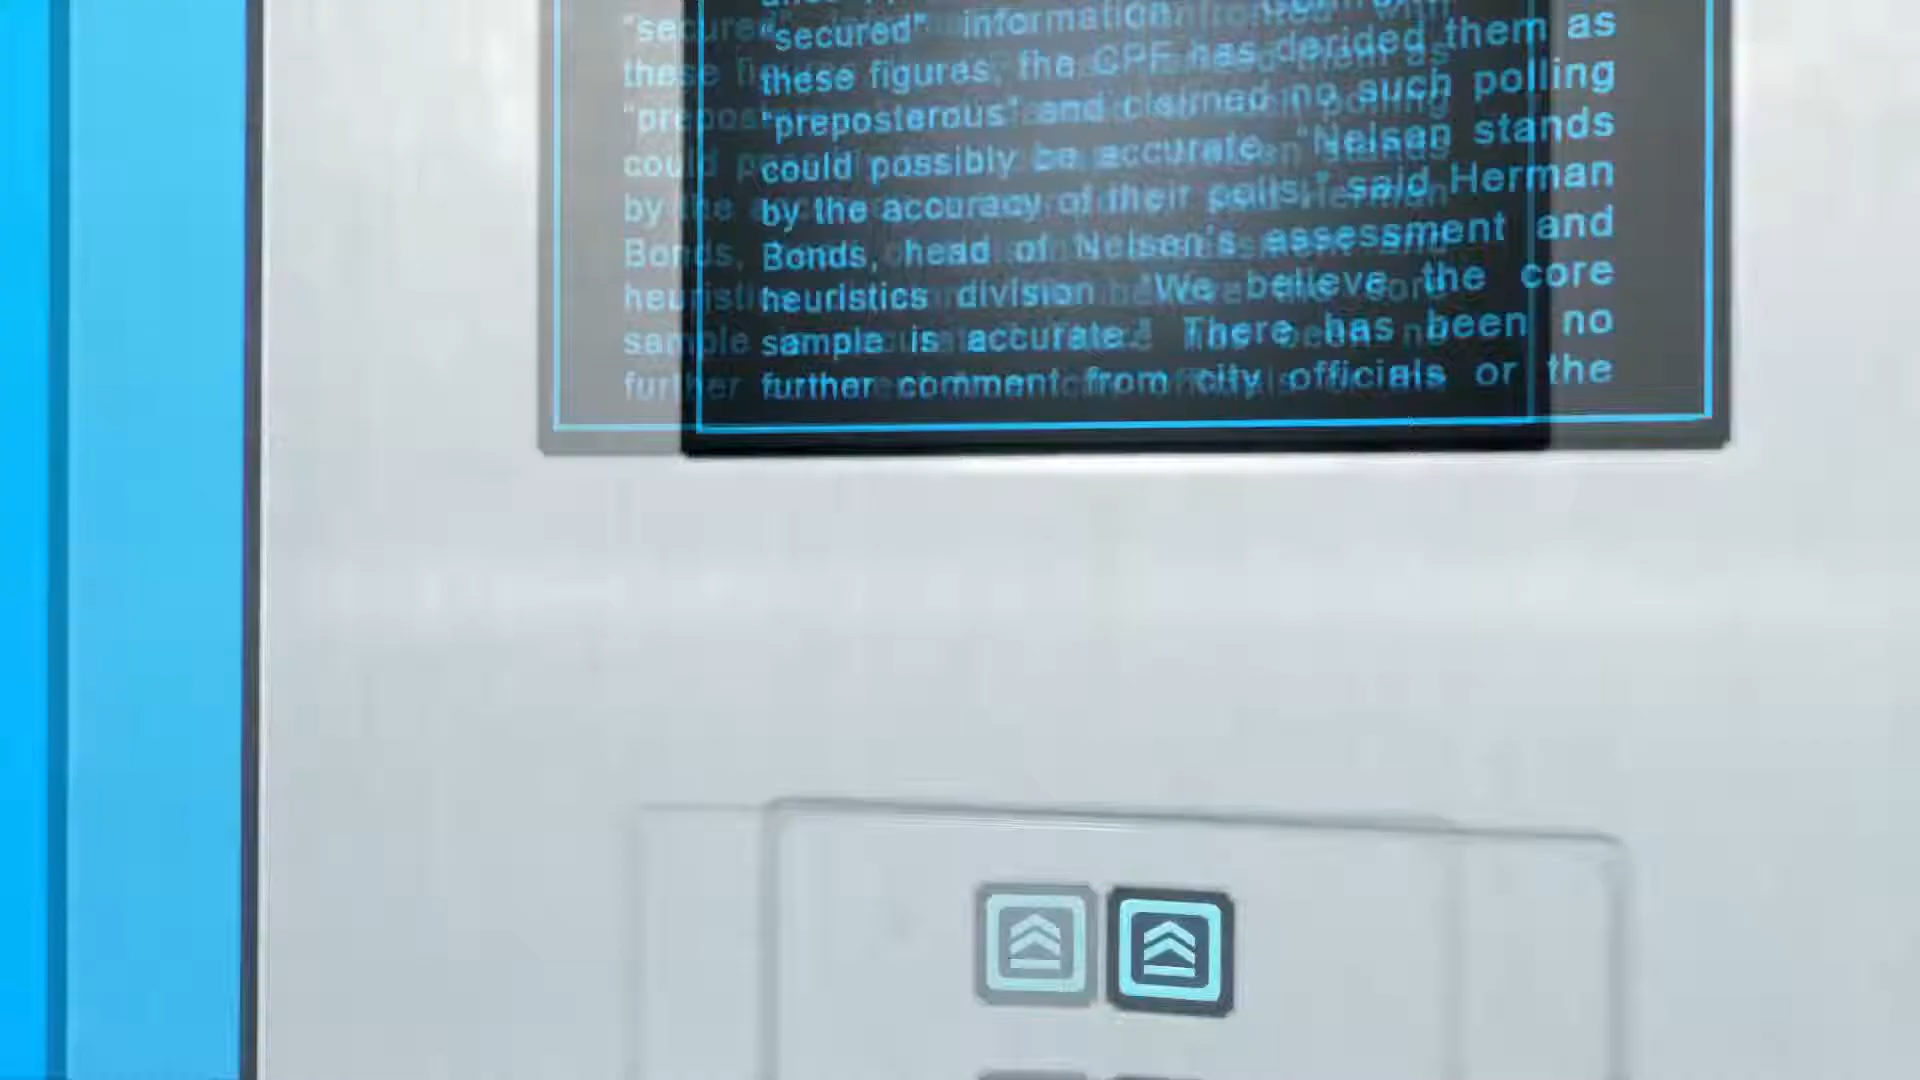 "secured" information. Confronted with
these figures, the CPF has derided them as
"preposterous" and claimed no such polling
could possibly be accurate. "Nelsen stands
by the accuracy of their polls," said Herman
Bonds, head of Nelsen's assessment and
heuristics division "We believe the core
sample is accurate." There has been no
further comment from city officials or the